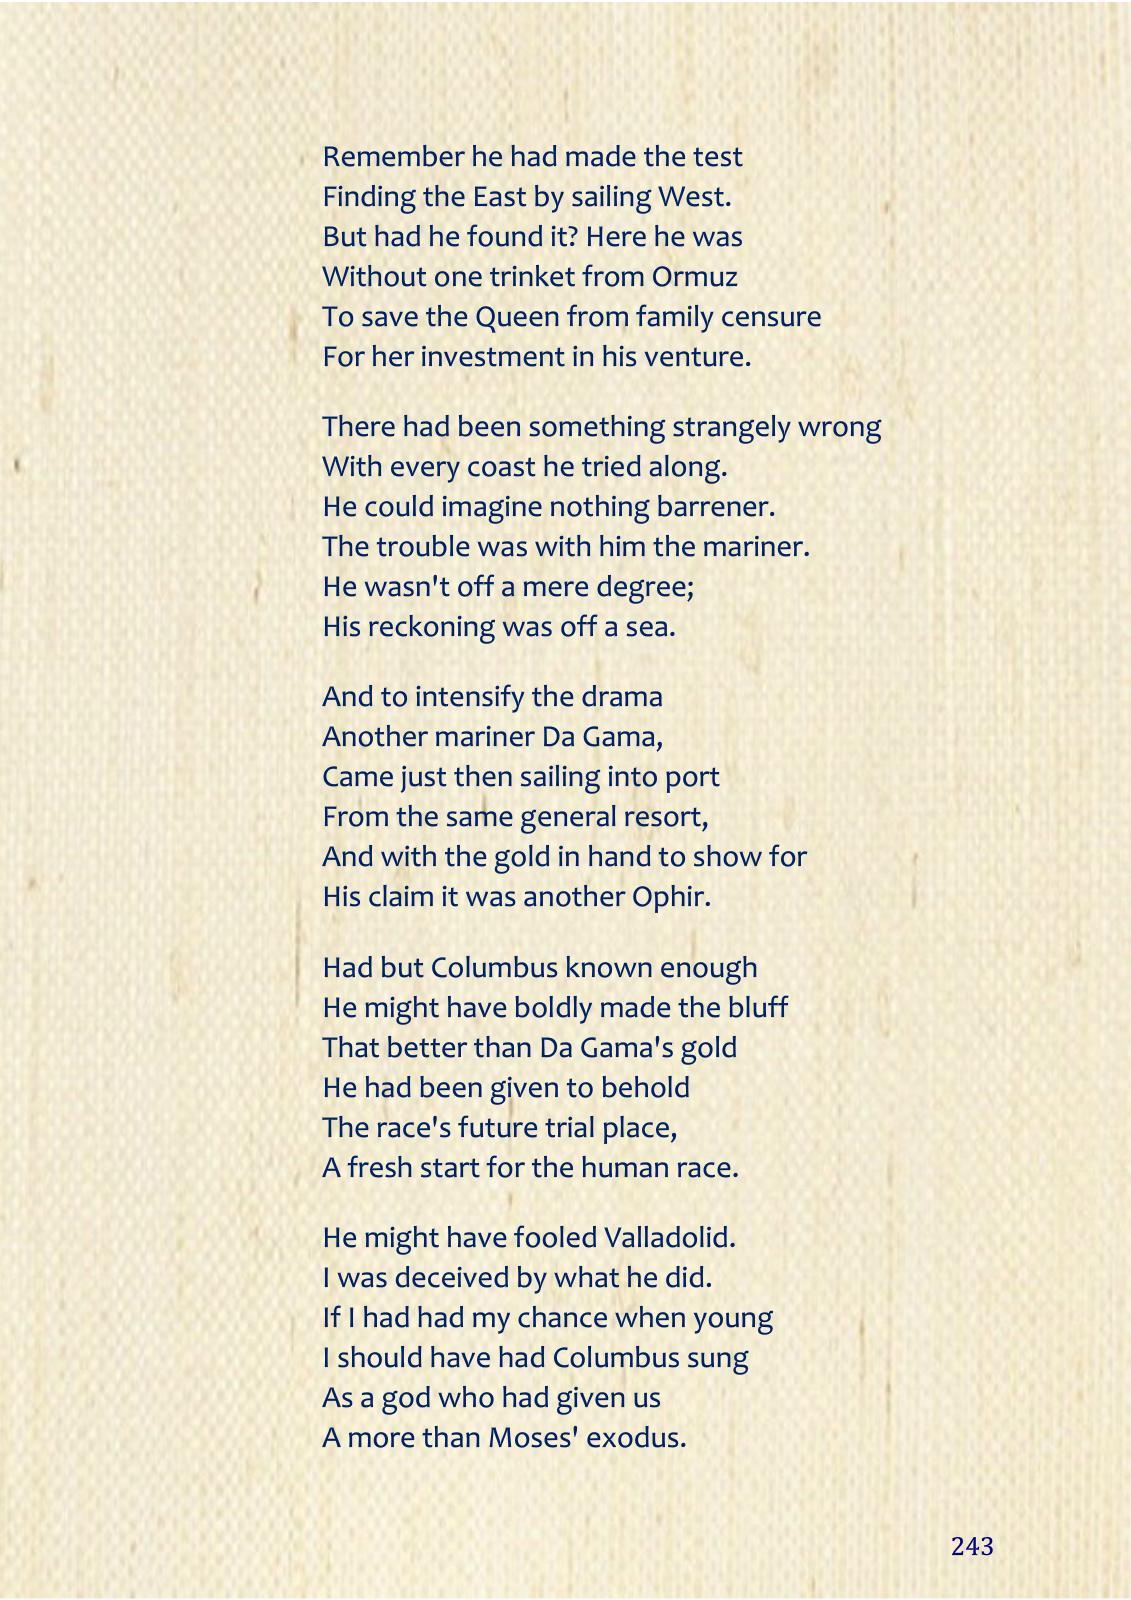 Remember he had made the test
Finding the East by sailing West.
But had he found it? Here he was
Without one trinket from Ormuz
To save the Queen from family censure
For her investment in his venture.
There had been something strangely wrong
With every coast he tried along.
He could imagine nothing barrener.
The trouble was with him the mariner.
He wasn't off a mere degree;
His reckoning was off a sea.
And to intensify the drama
Another mariner Da Gama,
Came just then sailing into port
From the same general resort,
And with the gold in hand to show for
His claim it was another Ophir.
Had but Columbus known enough
He might have boldly made the bluff
That better than Da Gama's gold
He had been given to behold
The race's future trial place,
A fresh start for the human race.
He might have fooled Valladolid.
I was deceived by what he did.
If I had had my chance when young
I should have had Columbus sung
As a god who had given us
A more than Moses' exodus.
243